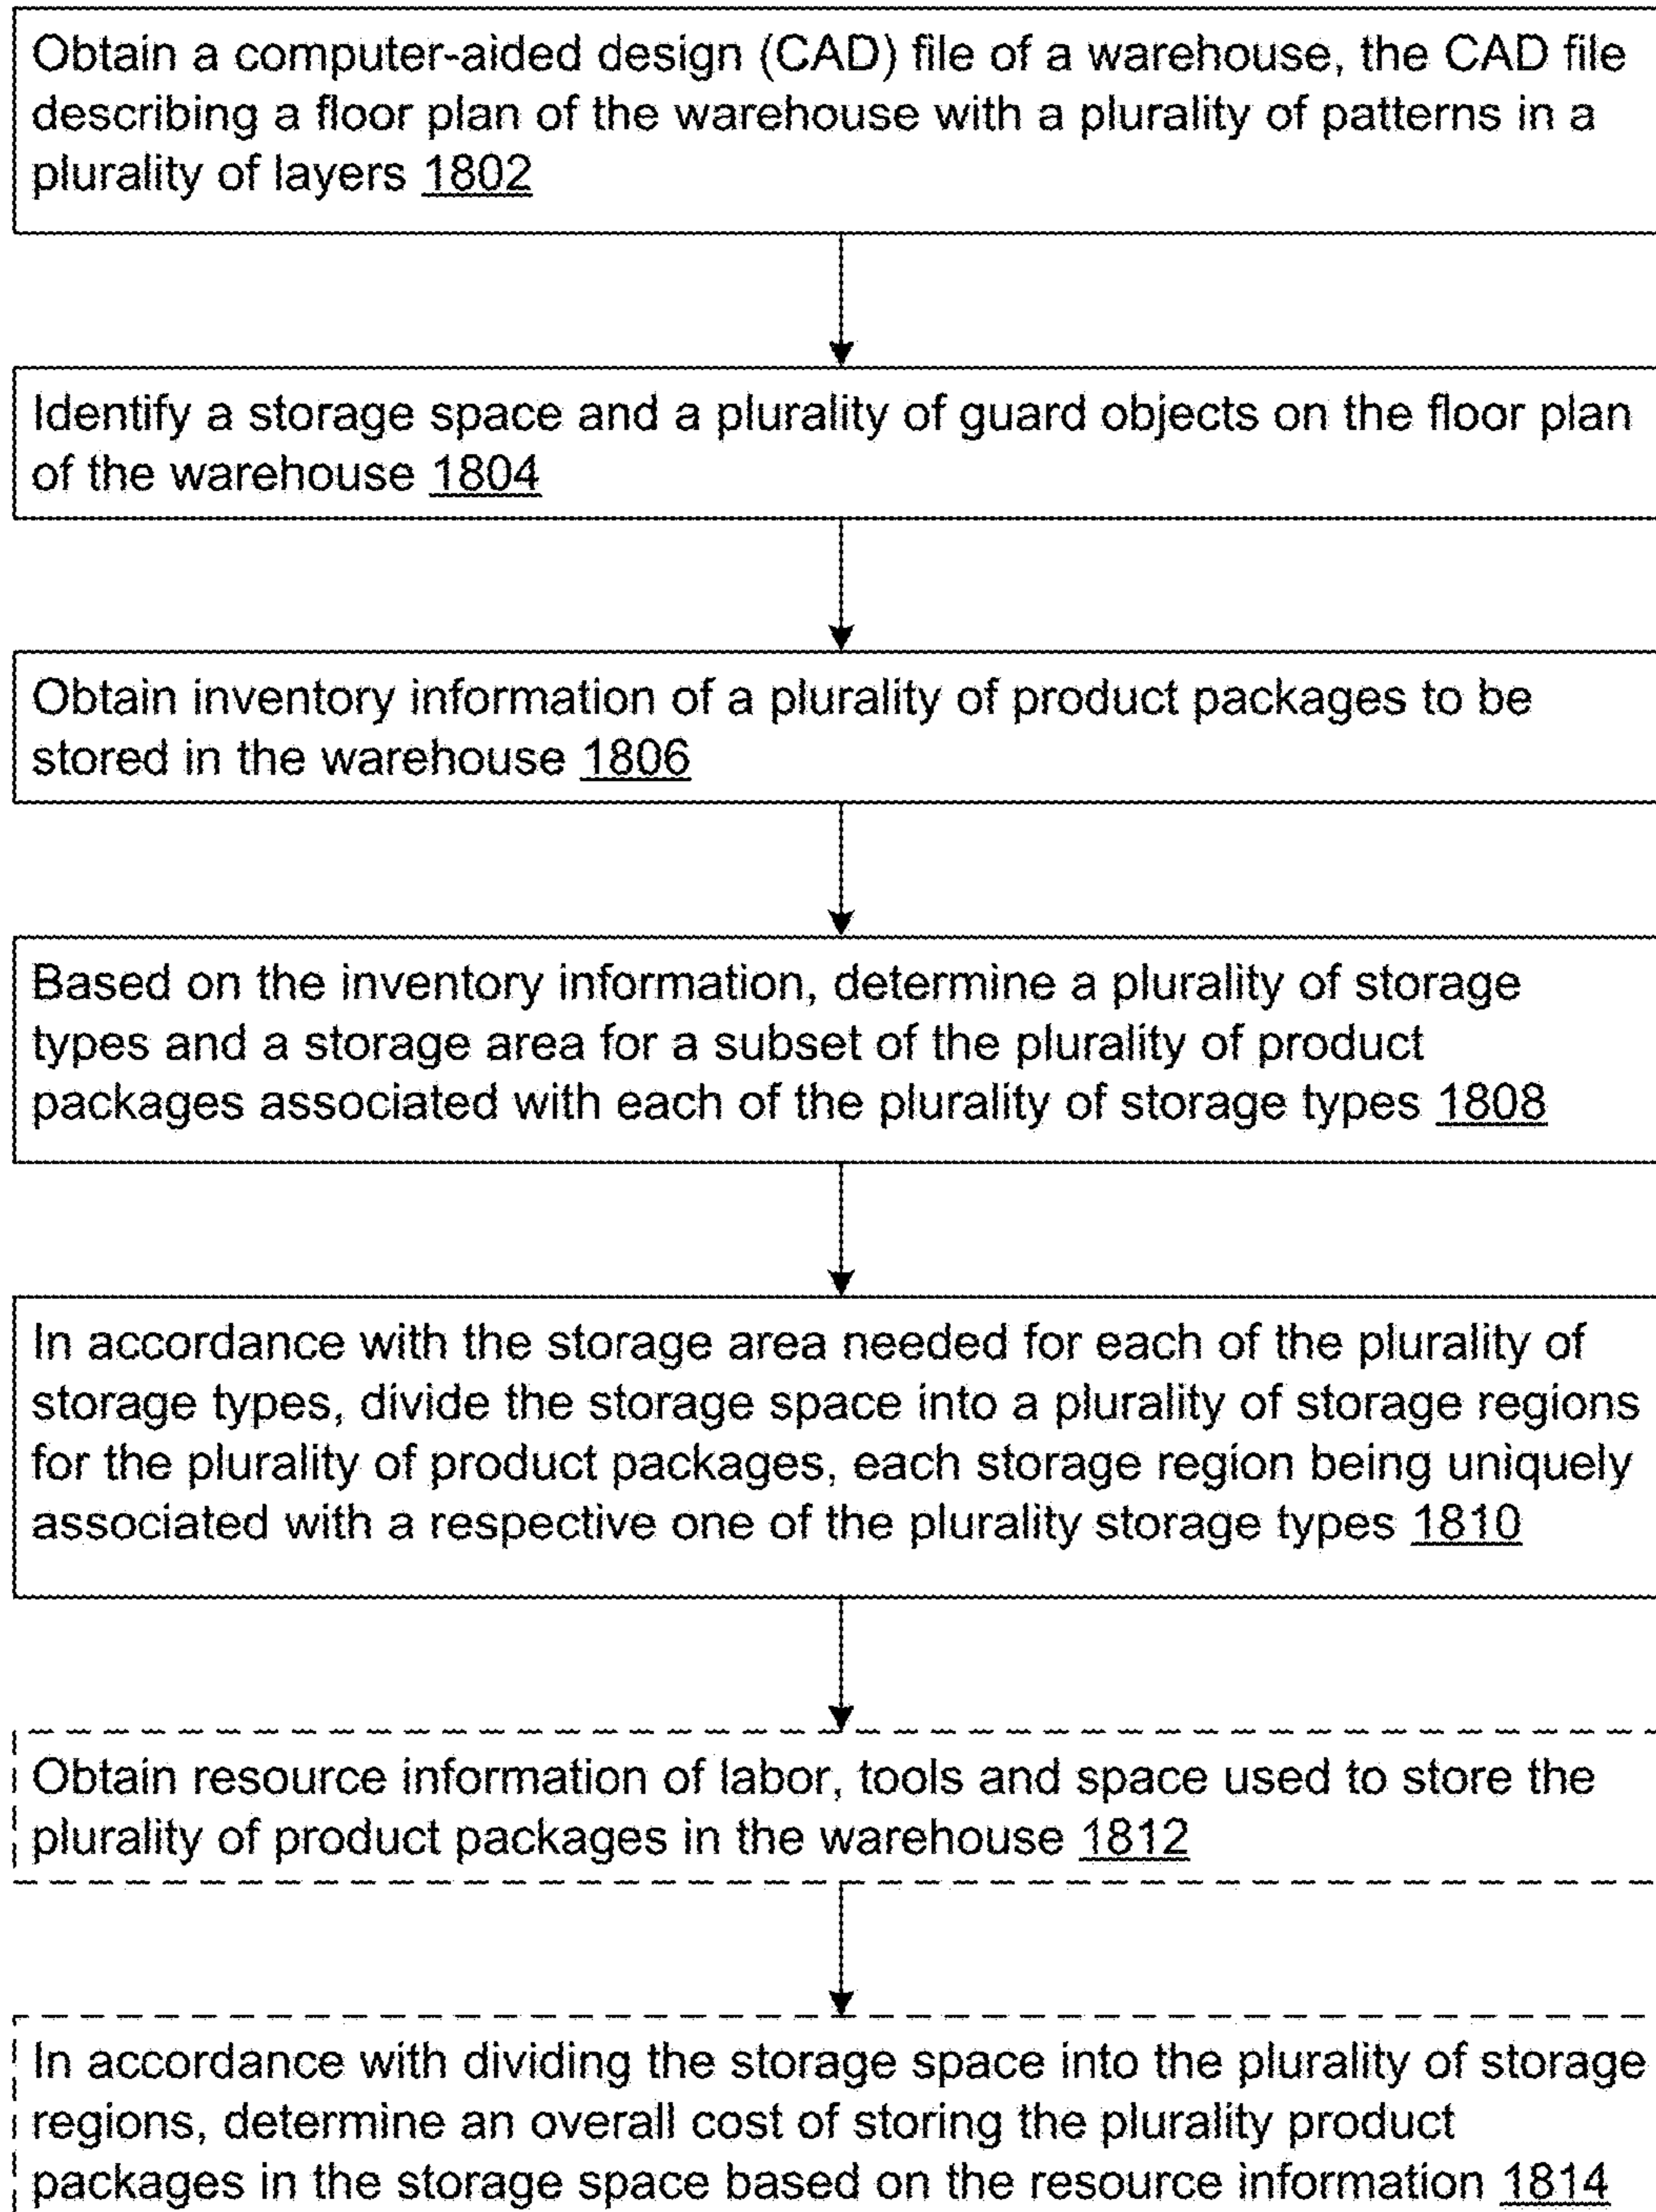 Obtain a computer-aided design (CAD) file of a warehouse, the CAD file
describing a floor plan of the warehouse with a plurality of patterns in a
plurality of layers 1802
Identify a storage space and a plurality of guard objects on the floor plan
of the warehouse 1804
Obtain inventory information of a plurality of product packages to be
stored in the warehouse 1806
Based on the inventory information, determine a plurality of storage
types and a storage area for a subset of the plurality of product
packages associated with each of the plurality of storage types 1808
In accordance with the storage area needed for each of the plurality of
storage types, divide the storage space into a plurality of storage regions
for the plurality of product packages, each storage region being uniquely
associated with a respective one of the plurality storage types 1810
Obtain resource information of labor, tools and space used to store the
plurality of product packages in the warehouse 1812
In accordance with dividing the storage space into the plurality of storage
regions, determine an overall cost of storing the plurality product
packages in the storage space based on the resource information 1814